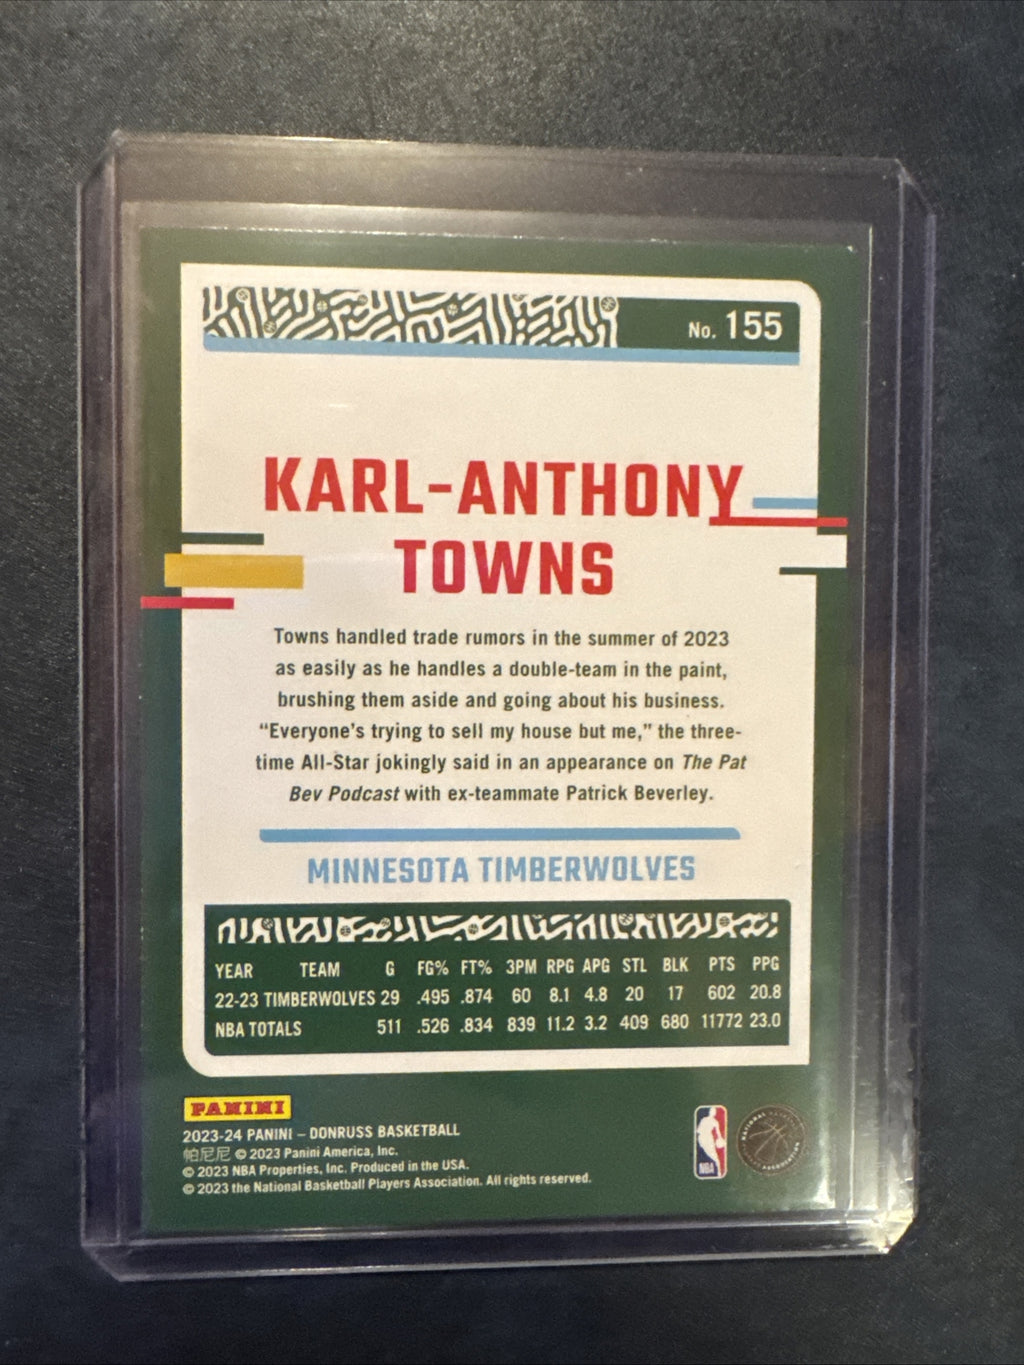 No. 155
KARL-ANTHONY
TOWNS
Towns handled trade rumors in the summer of 2023
as easily as he handles a double-team in the paint,
brushing them aside and going about his business.
“Everyone’s trying to sell my house but me,” the three-
time All-Star jokingly said in an appearance on The Pat
Bev Podcast with ex-teammate Patrick Beverley.
MINNESOTA TIMBERWOLVES
YEAR TEAM G FG% FT% 3PM RPG APG STL BLK PTS PPG
22-23 TIMBERWOLVES 29 .495 .874 60 8.1 4.8 20 17 602 20.8
NBA TOTALS 511 .526 .834 839 11.2 3.2 409 680 11772 23.0
PANINI
2023-24 PANINI – DONRUSS BASKETBALL
帕尼尼 © 2023 Panini America, Inc.
© 2023 NBA Properties, Inc. Produced in the USA.
© 2023 the National Basketball Players Association. All rights reserved.
NBA
NATIONAL BASKETBALL PLAYERS ASSOCIATION